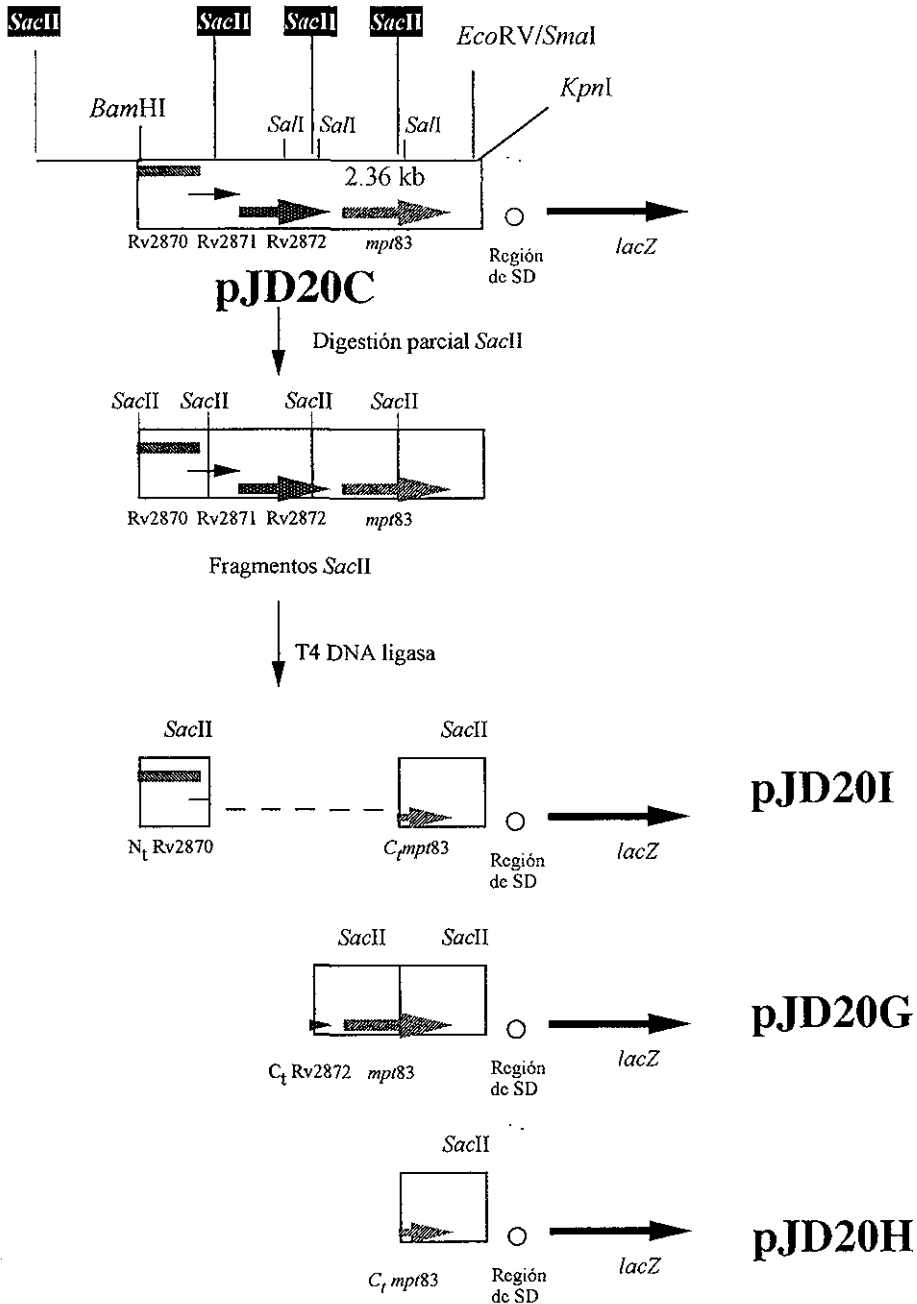 SacII SacII SacII SacII
EcoRV/SmaI
KpnI
BamHI
SalI SalI SalI
2.36 kb
Rv2870 Rv2871 Rv2872 mpt83
Región
de SD
lacZ
pJD20C
Digestión parcial SacII
SacII SacII SacII SacII
Rv2870 Rv2871 Rv2872 mpt83
Fragmentos SacII
T4 DNA ligasa
SacII SacII
pJD20I
Nt Rv2870 Ct mpt83
Región
de SD
lacZ
SacII SacII
pJD20G
Ct Rv2872 mpt83
Región
de SD
lacZ
SacII
pJD20H
Ct mpt83
Región
de SD
lacZ